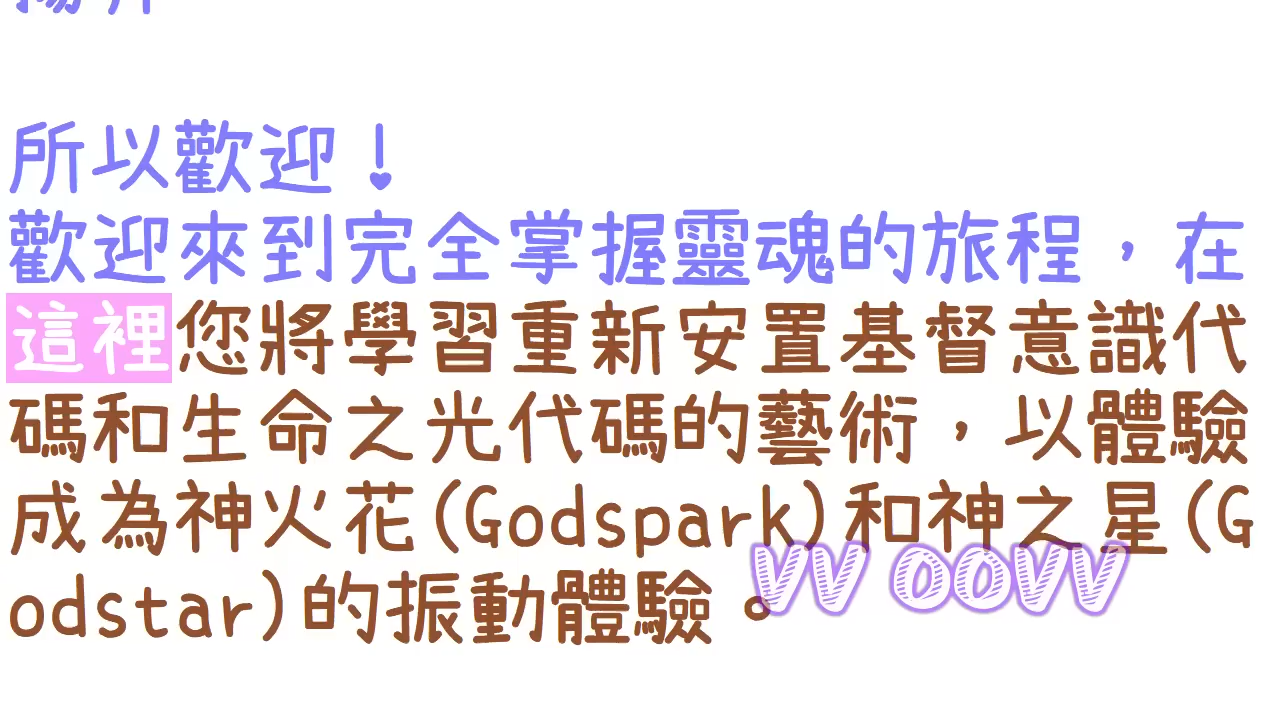 所以歡迎！
歡迎來到完全掌握靈魂的旅程，在
這裡您將學習重新安置基督意識代
碼和生命之光代碼的藝術，以體驗
成為神火花(Godspark)和神之星(G
odstar)的振動體驗。
VV OOVV